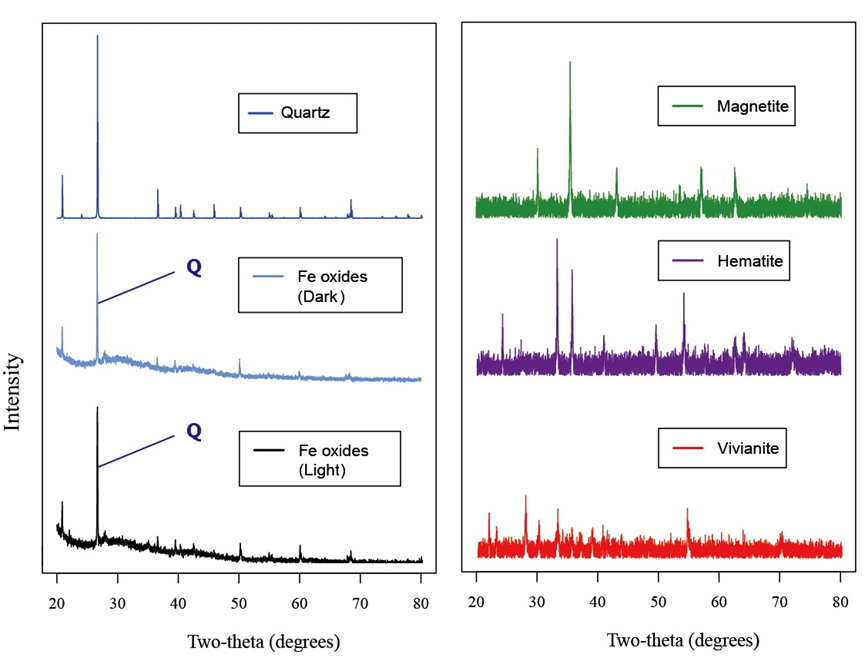 Quartz
Q
Fe oxides
(Dark)
Q
Fe oxides
(Light)
Intensity
20 30 40 50 60 70 80
Two-theta (degrees)
Magnetite
Hematite
Vivianite
20 30 40 50 60 70 80
Two-theta (degrees)